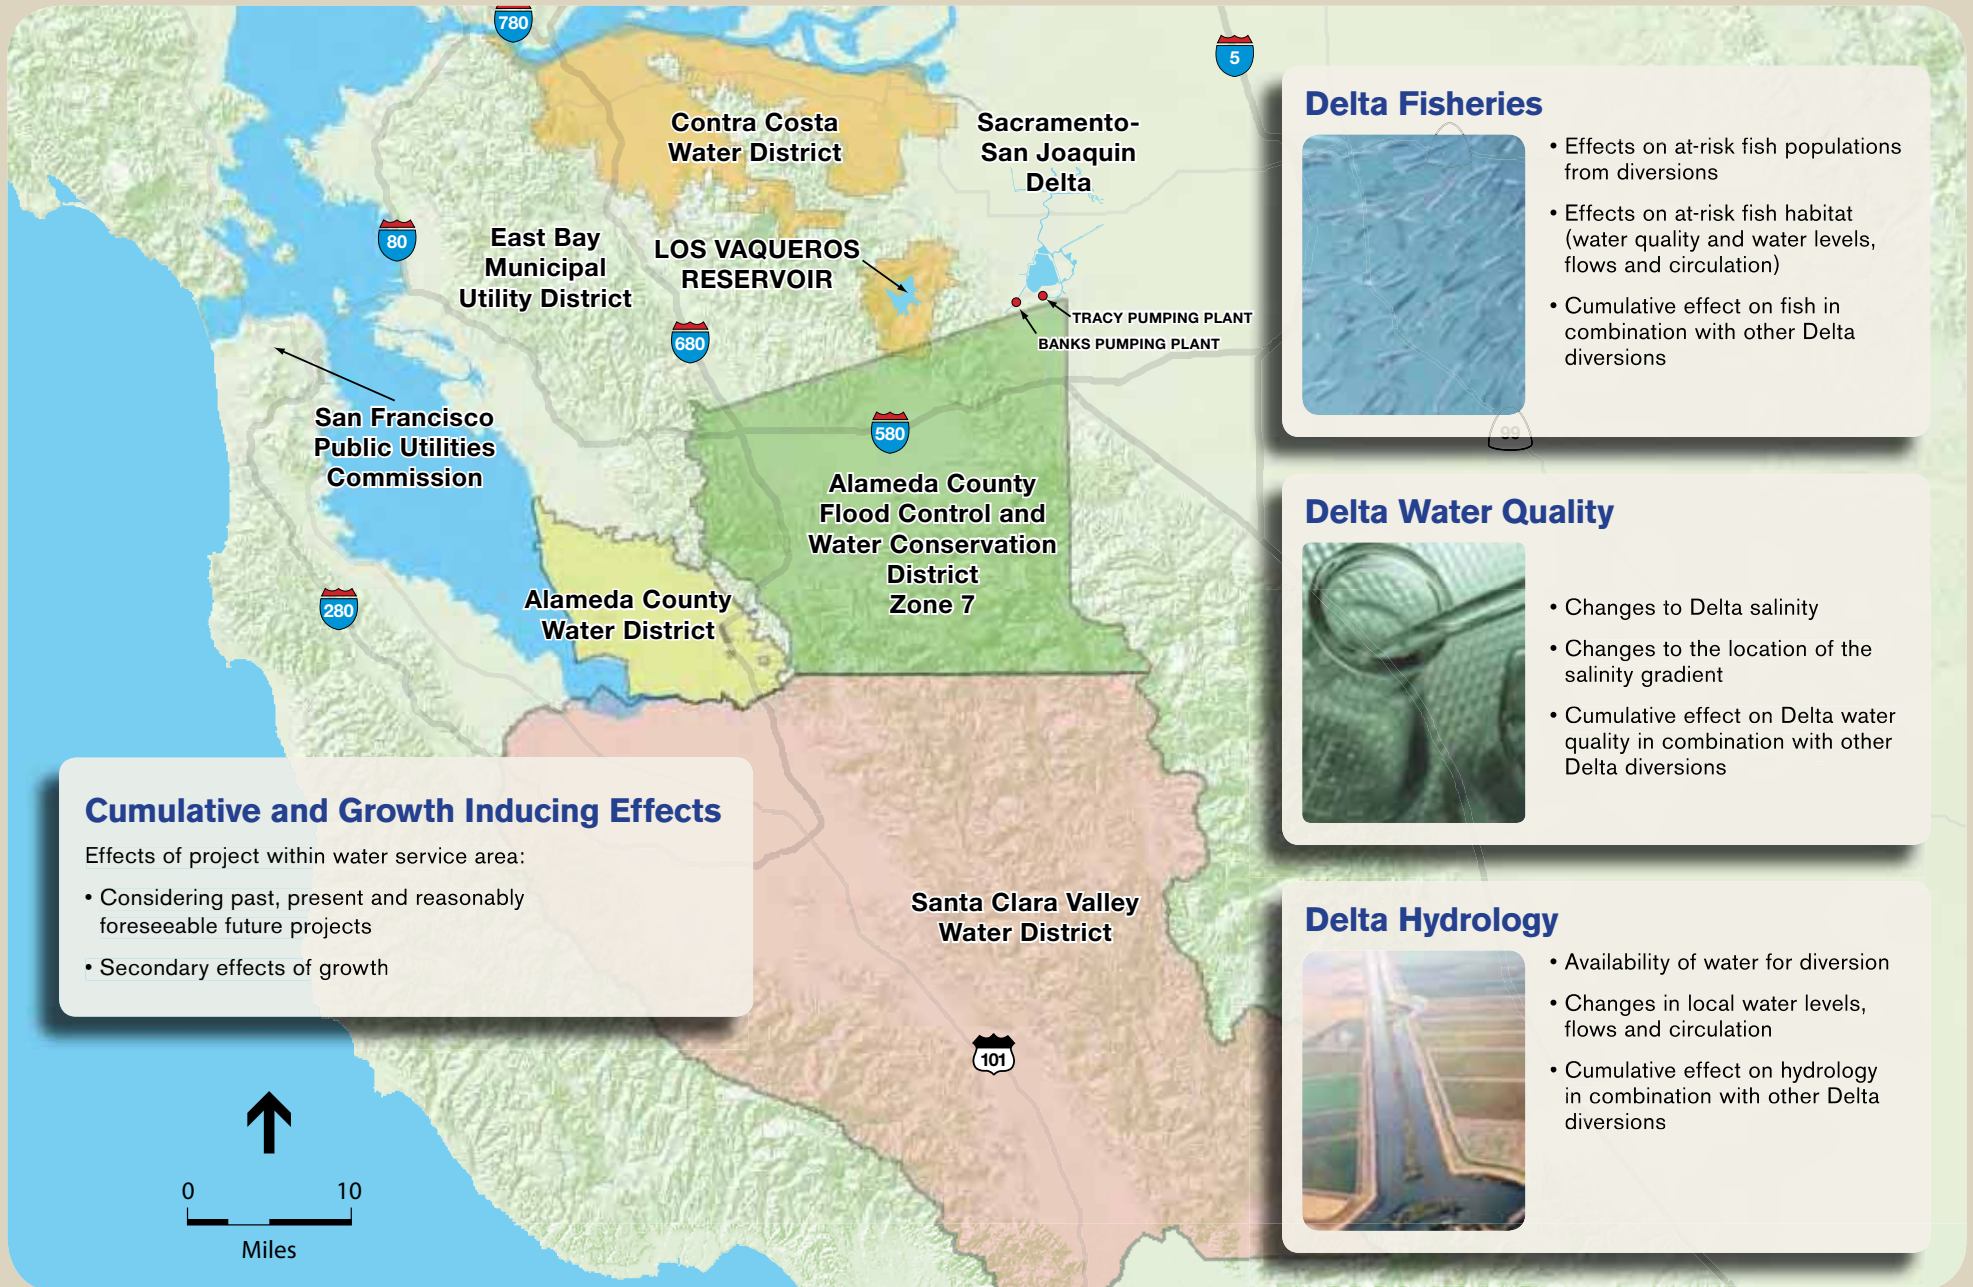 780
5
Contra Costa
Water District
Sacramento-
San Joaquin
Delta
80
East Bay
Municipal
Utility District
LOS VAQUEROS
RESERVOIR
680
TRACY PUMPING PLANT
BANKS PUMPING PLANT
San Francisco
Public Utilities
Commission
580
Alameda County
Flood Control and
Water Conservation
District
Zone 7
280
Alameda County
Water District
Santa Clara Valley
Water District
101
99
Cumulative and Growth Inducing Effects
Effects of project within water service area:
• Considering past, present and reasonably
foreseeable future projects
• Secondary effects of growth
0 10
Miles
Delta Fisheries
• Effects on at-risk fish populations
from diversions
• Effects on at-risk fish habitat
(water quality and water levels,
flows and circulation)
• Cumulative effect on fish in
combination with other Delta
diversions
Delta Water Quality
• Changes to Delta salinity
• Changes to the location of the
salinity gradient
• Cumulative effect on Delta water
quality in combination with other
Delta diversions
Delta Hydrology
• Availability of water for diversion
• Changes in local water levels,
flows and circulation
• Cumulative effect on hydrology
in combination with other Delta
diversions